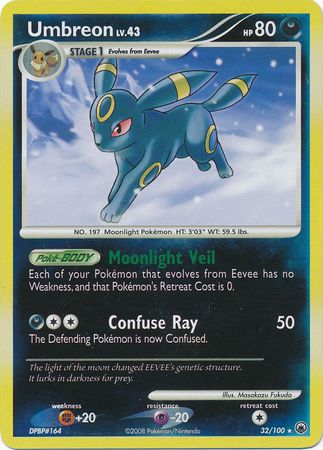 Umbreon LV.43 HP 80
STAGE 1 Evolves from Eevee
NO. 197 Moonlight Pokémon HT: 3'03" WT: 59.5 lbs.
Poké-BODY Moonlight Veil
Each of your Pokémon that evolves from Eevee has no
Weakness, and that Pokémon's Retreat Cost is 0.
Confuse Ray 50
The Defending Pokémon is now Confused.
The light of the moon changed EEVEE's genetic structure.
It lurks in darkness for prey.
Illus. Masakazu Fukuda
weakness resistance retreat cost
+20 -20
DPBP#164 ©2008 Pokémon/Nintendo 32/100 ★